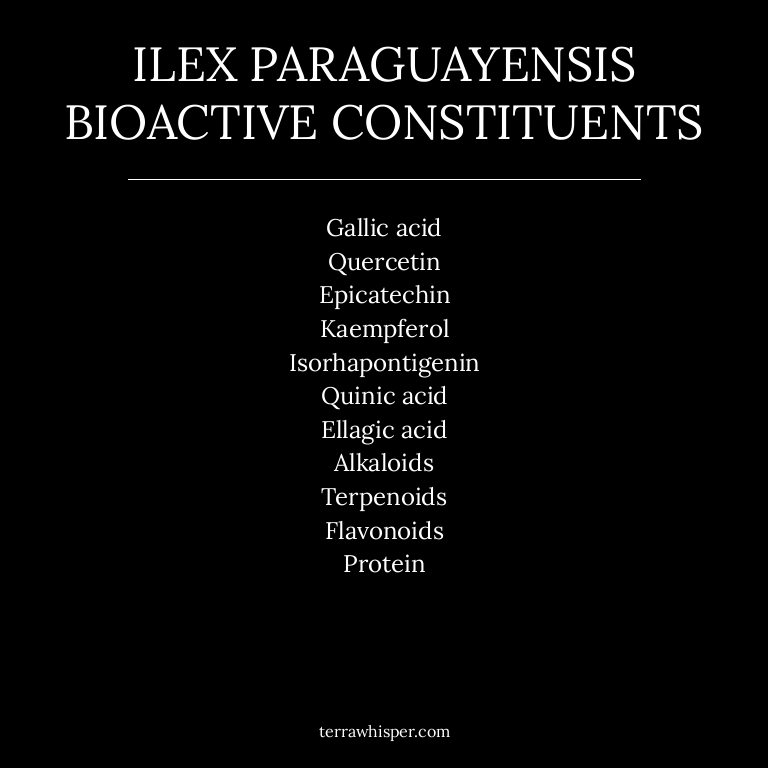 ILEX PARAGUAYENSIS
BIOACTIVE CONSTITUENTS
Gallic acid
Quercetin
Epicatechin
Kaempferol
Isorhapontigenin
Quinic acid
Ellagic acid
Alkaloids
Terpenoids
Flavonoids
Protein
terrawhisper.com